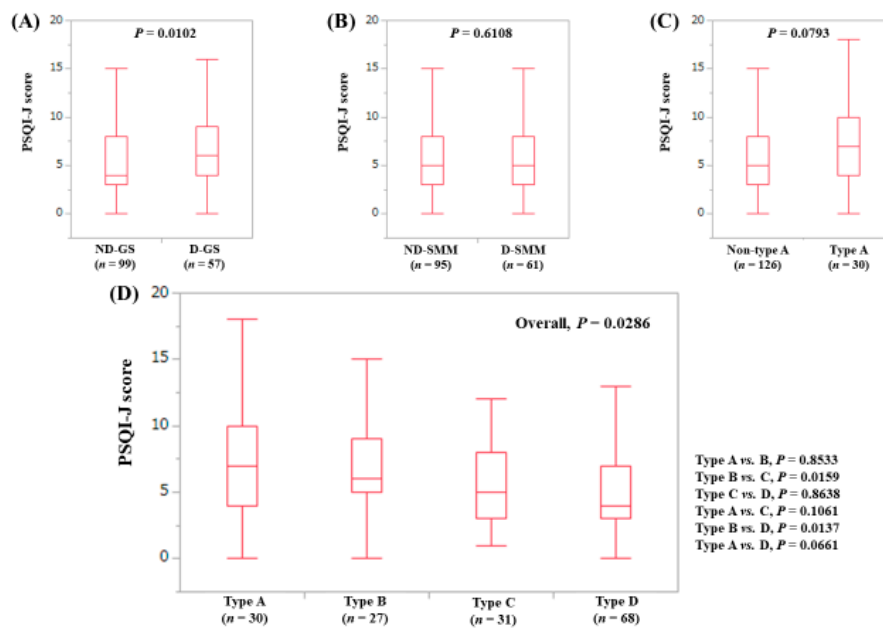 (A)
P = 0.0102
PSQI-J score
20
15
10
5
0
ND-GS
(n = 99)
D-GS
(n = 57)
(B)
P = 0.6108
PSQI-J score
20
15
10
5
0
ND-SMM
(n = 95)
D-SMM
(n = 61)
(C)
P = 0.0793
PSQI-J score
20
15
10
5
0
Non-type A
(n = 126)
Type A
(n = 30)
(D)
Overall, P = 0.0286
PSQI-J score
20
15
10
5
0
Type A
(n = 30)
Type B
(n = 27)
Type C
(n = 31)
Type D
(n = 68)
Type A vs. B, P = 0.8533
Type B vs. C, P = 0.0159
Type C vs. D, P = 0.8638
Type A vs. C, P = 0.1061
Type B vs. D, P = 0.0137
Type A vs. D, P = 0.0661